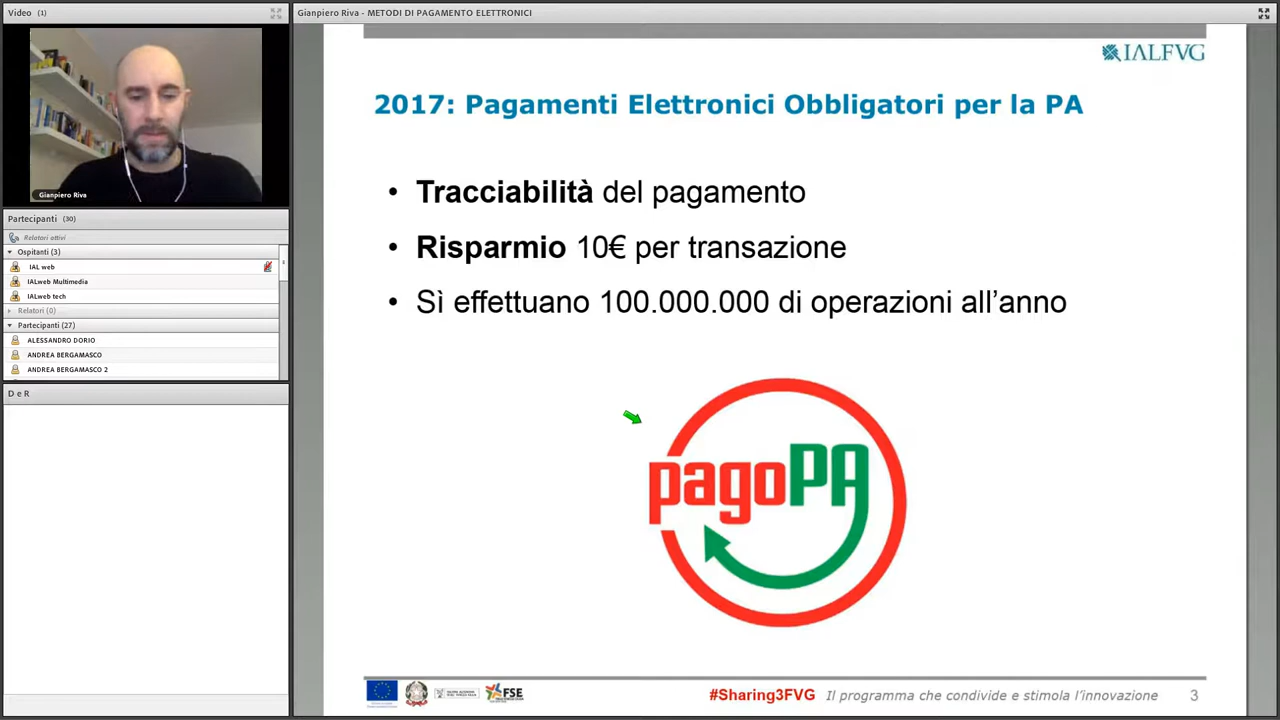 Video (1)
Gianpiero Riva
Partecipanti (30)
Relatori attivi
Ospitanti (3)
IAL web
IALweb Multimedia
IALweb tech
Relatori (0)
Partecipanti (27)
ALESSANDRO DORIO
ANDREA BERGAMASCO
ANDREA BERGAMASCO 2
D e R
Gianpiero Riva - METODI DI PAGAMENTO ELETTRONICI
IALFVG
2017: Pagamenti Elettronici Obbligatori per la PA
• Tracciabilità del pagamento
• Risparmio 10€ per transazione
• Sì effettuano 100.000.000 di operazioni all’anno
pagoPA
FSE
#Sharing3FVG Il programma che condivide e stimola l’innovazione 3